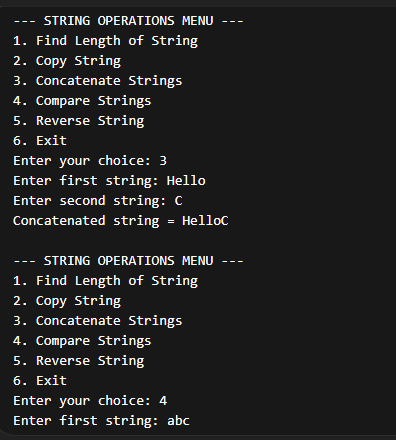 --- STRING OPERATIONS MENU ---
1. Find Length of String
2. Copy String
3. Concatenate Strings
4. Compare Strings
5. Reverse String
6. Exit
Enter your choice: 3
Enter first string: Hello
Enter second string: C
Concatenated string = HelloC

--- STRING OPERATIONS MENU ---
1. Find Length of String
2. Copy String
3. Concatenate Strings
4. Compare Strings
5. Reverse String
6. Exit
Enter your choice: 4
Enter first string: abc